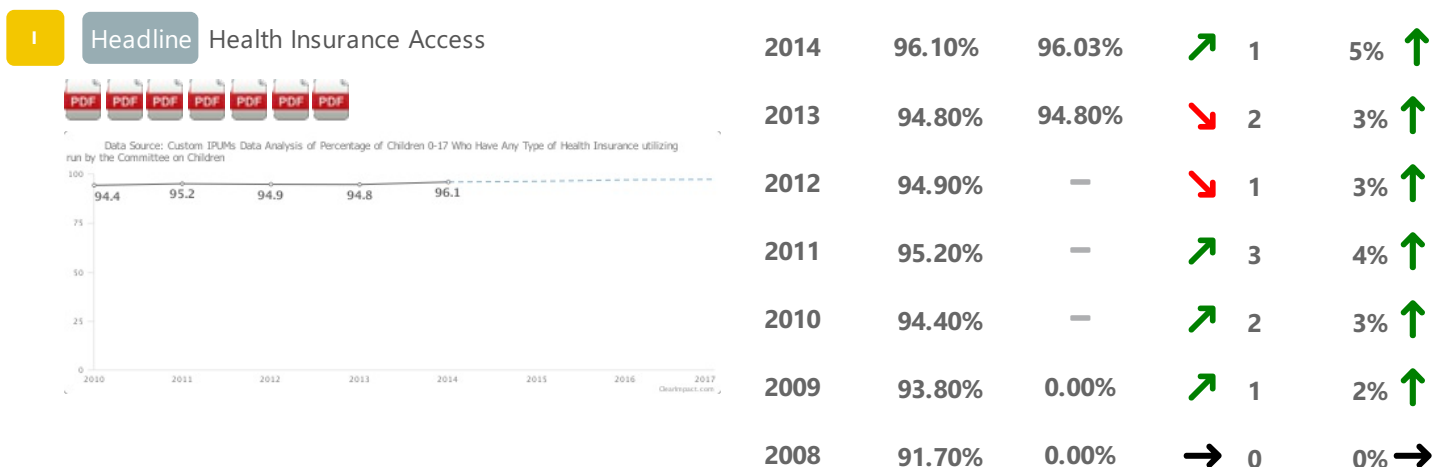 I Headline Health Insurance Access
PDF PDF PDF PDF PDF PDF PDF
Data Source: Custom IPUMs Data Analysis of Percentage of Children 0-17 Who Have Any Type of Health Insurance utilizing
run by the Committee on Children
100
94.4 95.2 94.9 94.8 96.1
75
50
25
0
2010 2011 2012 2013 2014 2015 2016 2017
ClearImpact.com
2014 96.10% 96.03% 1 5%
2013 94.80% 94.80% 2 3%
2012 94.90% – 1 3%
2011 95.20% – 3 4%
2010 94.40% – 2 3%
2009 93.80% 0.00% 1 2%
2008 91.70% 0.00% 0 0%